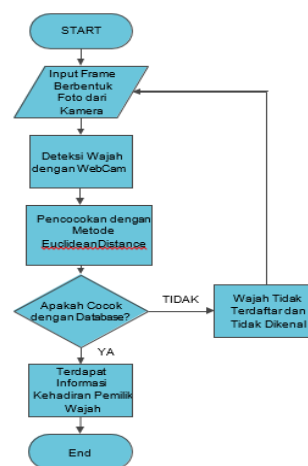 START
Input Frame
Berbentuk
Foto dari
Kamera
Deteksi Wajah
dengan WebCam
Pencocokan dengan
Metode
EuclideanDistance
Apakah Cocok
dengan Database?
TIDAK
Wajah Tidak
Terdaftar dan
Tidak Dikenal
YA
Terdapat
Informasi
Kehadiran Pemilik
Wajah
End